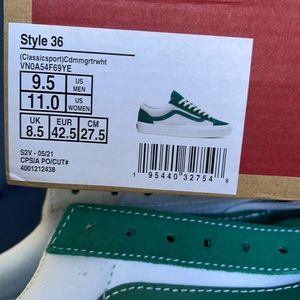 Style 36
(Classicsport)Cdmmgrtrwht
VN0A54F69YE
9.5 US MEN
11.0 US WOMEN
UK EUR CM
8.5 42.5 27.5
S2V - 05/21
CPSIA PO/CUT#
4001212438
1 95440 32754 8